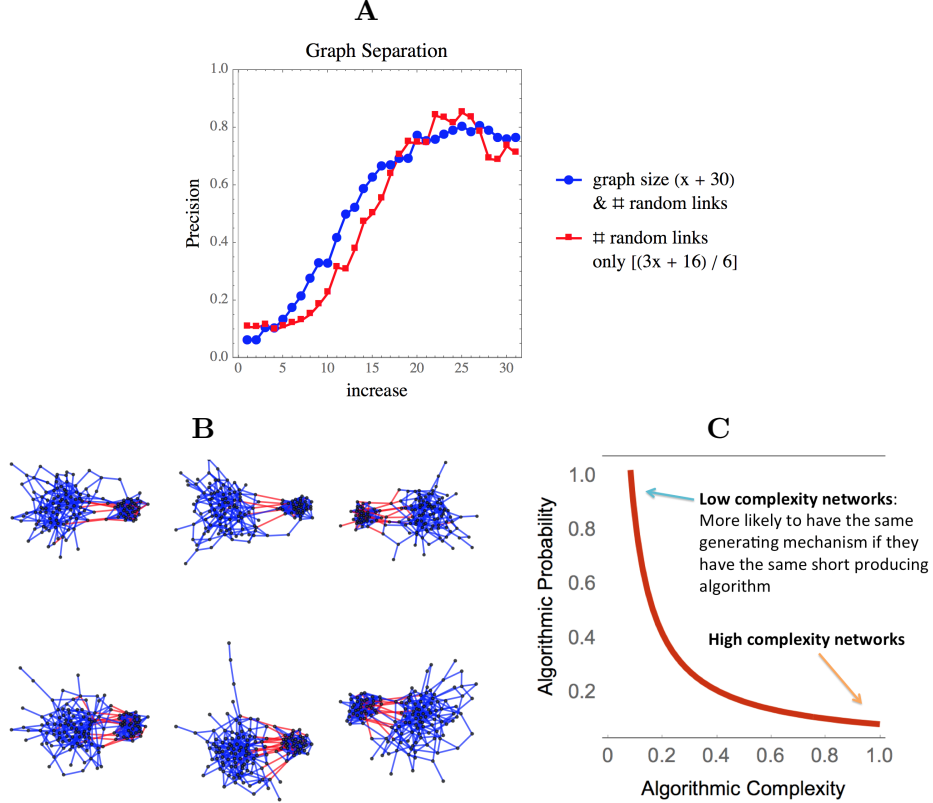 A
Graph Separation
1.0
0.8
0.6
0.4
0.2
0.0
Precision
0
5
10
15
20
25
30
increase
graph size (x + 30)
& # random links
# random links
only [(3x + 16) / 6]
B
C
1.0
0.8
0.6
0.4
0.2
Algorithmic Probability
Low complexity networks:
More likely to have the same
generating mechanism if they
have the same short producing
algorithm
High complexity networks
0
0.2
0.4
0.6
0.8
1.0
Algorithmic Complexity